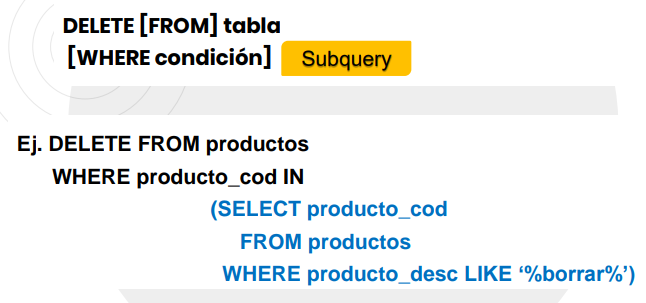 DELETE [FROM] tabla
[WHERE condición] Subquery
Ej. DELETE FROM productos
WHERE producto_cod IN
(SELECT producto_cod
FROM productos
WHERE producto_desc LIKE ‘%borrar%’)